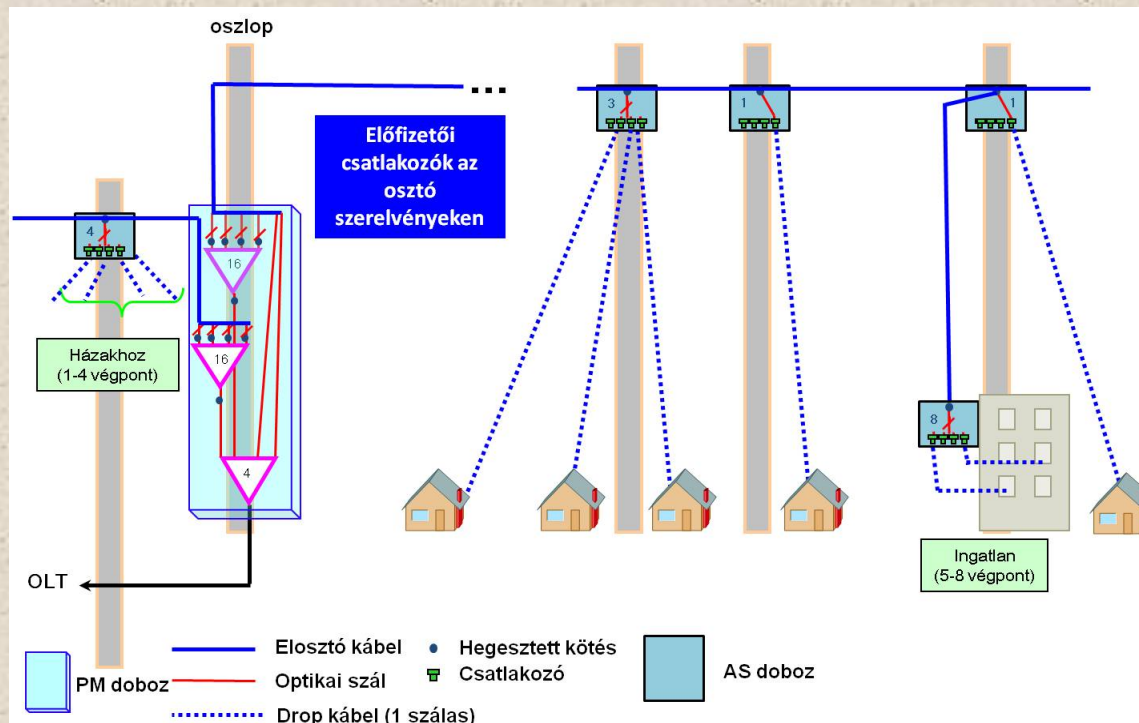 oszlop
Előfizetői
csatlakozók az
osztó
szerelvényeken
3
1
1
4
16
16
4
8
Házakhoz
(1-4 végpont)
Ingatlan
(5-8 végpont)
OLT
PM doboz
Elosztó kábel
Optikai szál
Drop kábel (1 szálas)
Hegesztett kötés
Csatlakozó
AS doboz